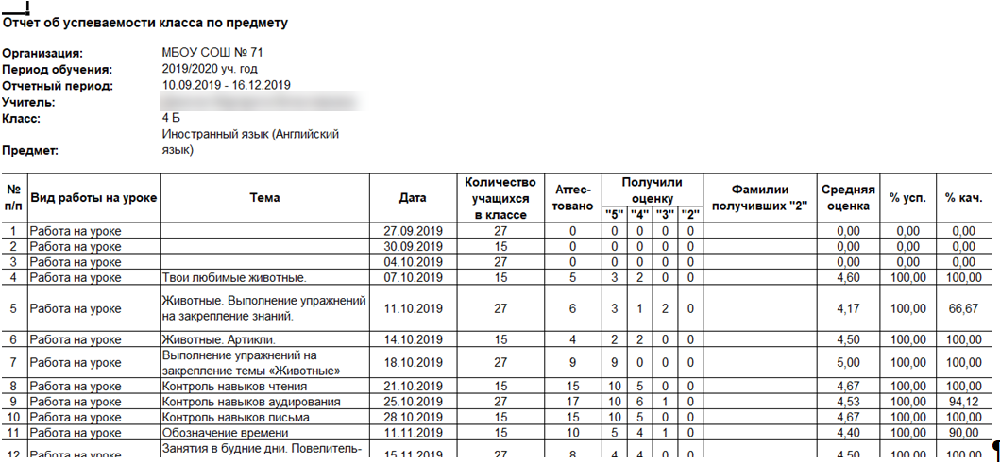 Отчет об успеваемости класса по предмету
Организация: МБОУ СОШ № 71
Период обучения: 2019/2020 уч. год
Отчетный период: 10.09.2019 - 16.12.2019
Учитель:
Класс: 4 Б
Иностранный язык (Английский
Предмет: язык)
№ п/п Вид работы на уроке Тема Дата Количество учащихся в классе Аттес-товано Получили оценку "5" "4" "3" "2" Фамилии получивших "2" Средняя оценка % усп. % кач.
1 Работа на уроке 27.09.2019 27 0 0 0 0 0 0,00 0,00 0,00
2 Работа на уроке 30.09.2019 15 0 0 0 0 0 0,00 0,00 0,00
3 Работа на уроке 04.10.2019 27 0 0 0 0 0 0,00 0,00 0,00
4 Работа на уроке Твои любимые животные. 07.10.2019 15 5 3 2 0 0 4,60 100,00 100,00
5 Работа на уроке Животные. Выполнение упражнений на закрепление знаний. 11.10.2019 27 6 3 1 2 0 4,17 100,00 66,67
6 Работа на уроке Животные. Артикли. 14.10.2019 15 4 2 2 0 0 4,50 100,00 100,00
7 Работа на уроке Выполнение упражнений на закрепление темы «Животные» 18.10.2019 27 9 9 0 0 0 5,00 100,00 100,00
8 Работа на уроке Контроль навыков чтения 21.10.2019 15 15 10 5 0 0 4,67 100,00 100,00
9 Работа на уроке Контроль навыков аудирования 25.10.2019 27 17 10 6 1 0 4,53 100,00 94,12
10 Работа на уроке Контроль навыков письма 28.10.2019 15 15 10 5 0 0 4,67 100,00 100,00
11 Работа на уроке Обозначение времени 11.11.2019 15 10 5 4 1 0 4,40 100,00 90,00
12 Работа на уроке Занятия в будние дни. Повелитель- 15.11.2019 27 8 4 4 0 0 4,50 100,00 100,00